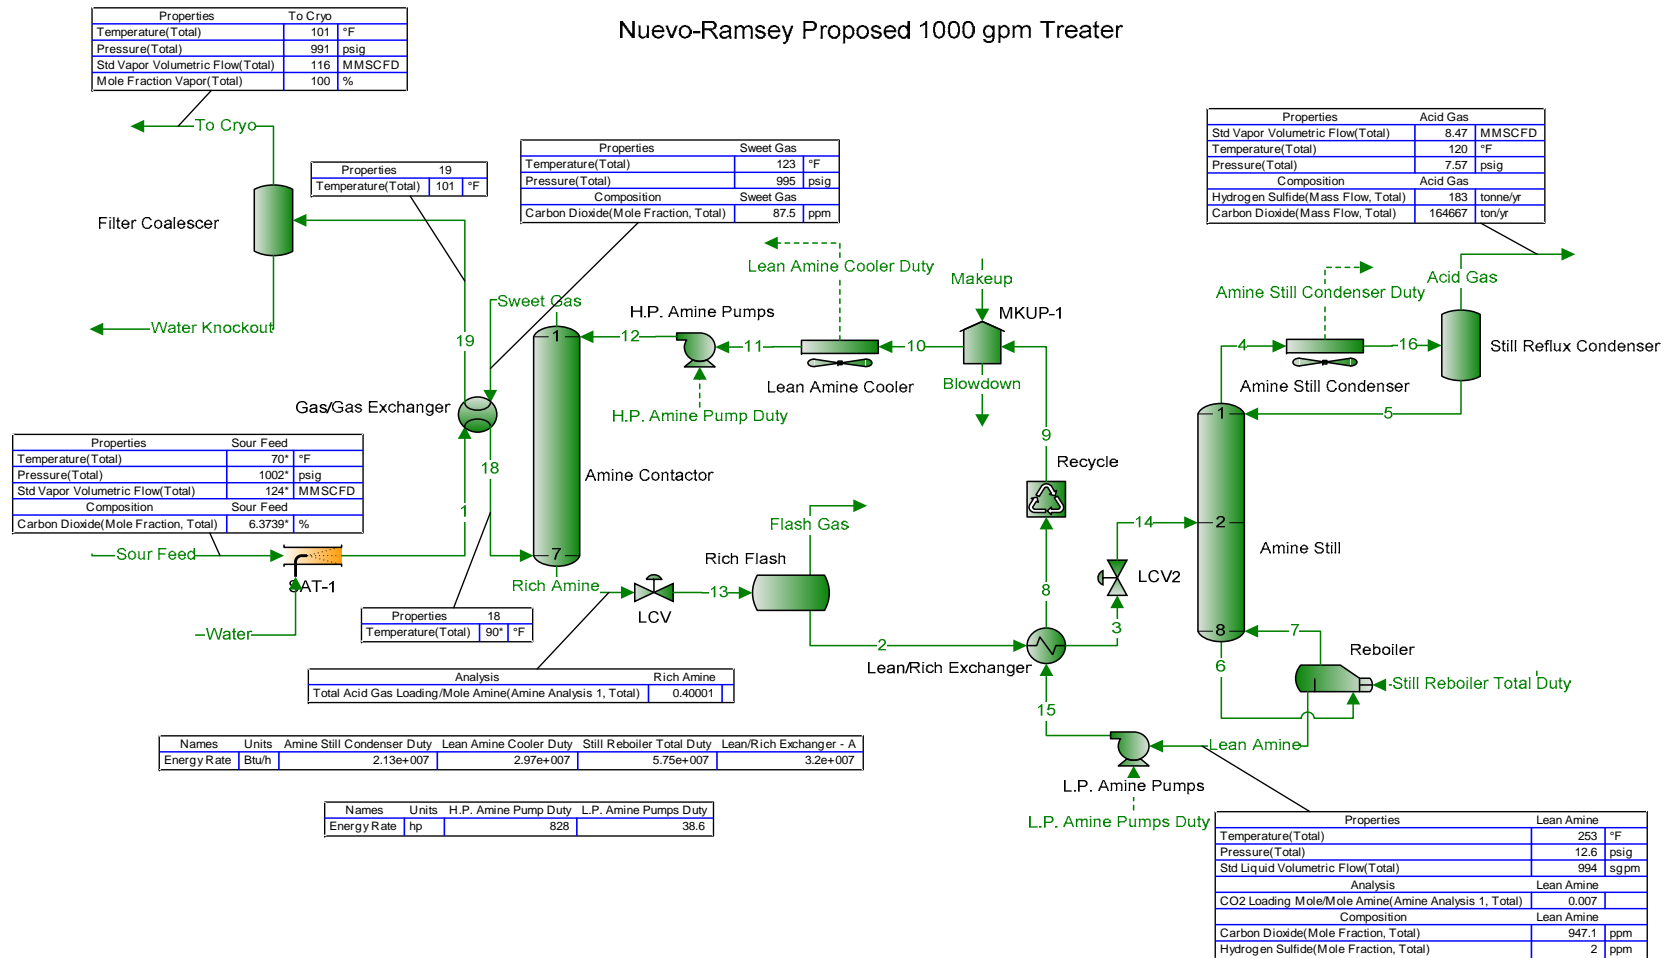 Nuevo-Ramsey Proposed 1000 gpm Treater
Properties To Cryo
Temperature(Total) 101 °F
Pressure(Total) 991 psig
Std Vapor Volumetric Flow(Total) 116 MMSCFD
Mole Fraction Vapor(Total) 100 %
To Cryo
Filter Coalescer
Water Knockout
Properties 19
Temperature(Total) 101 °F
Properties Sweet Gas
Temperature(Total) 123 °F
Pressure(Total) 995 psig
Composition Sweet Gas
Carbon Dioxide(Mole Fraction, Total) 87.5 ppm
Properties Acid Gas
Std Vapor Volumetric Flow(Total) 8.47 MMSCFD
Temperature(Total) 120 °F
Pressure(Total) 7.57 psig
Composition Acid Gas
Hydrogen Sulfide(Mass Flow, Total) 183 tonne/yr
Carbon Dioxide(Mass Flow, Total) 164667 ton/yr
Lean Amine Cooler Duty
Makeup
Acid Gas
Amine Still Condenser Duty
Sweet Gas
H.P. Amine Pumps
MKUP-1
19
1
12
11
10
4
16
Still Reflux Condenser
Lean Amine Cooler
Blowdown
Amine Still Condenser
Gas/Gas Exchanger
H.P. Amine Pump Duty
1
5
9
Properties Sour Feed
Temperature(Total) 70* °F
Pressure(Total) 1002* psig
Std Vapor Volumetric Flow(Total) 124* MMSCFD
Composition Sour Feed
Carbon Dioxide(Mole Fraction, Total) 6.3739* %
18
Amine Contactor
Recycle
1
Flash Gas
14
2
Amine Still
Sour Feed
7
SAT-1
Rich Amine
Rich Flash
LCV2
13
LCV
8
3
Water
Properties 18
Temperature(Total) 90* °F
2
Lean/Rich Exchanger
8
7
6
Reboiler
Still Reboiler Total Duty
Analysis Rich Amine
Total Acid Gas Loading/Mole Amine(Amine Analysis 1, Total) 0.40001
15
Lean Amine
Names Units Amine Still Condenser Duty Lean Amine Cooler Duty Still Reboiler Total Duty Lean/Rich Exchanger - A
Energy Rate Btu/h 2.13e+007 2.97e+007 5.75e+007 3.2e+007
L.P. Amine Pumps
L.P. Amine Pumps Duty
Names Units H.P. Amine Pump Duty L.P. Amine Pumps Duty
Energy Rate hp 828 38.6
Properties Lean Amine
Temperature(Total) 253 °F
Pressure(Total) 12.6 psig
Std Liquid Volumetric Flow(Total) 994 sgpm
Analysis Lean Amine
CO2 Loading Mole/Mole Amine(Amine Analysis 1, Total) 0.007
Composition Lean Amine
Carbon Dioxide(Mole Fraction, Total) 947.1 ppm
Hydrogen Sulfide(Mole Fraction, Total) 2 ppm